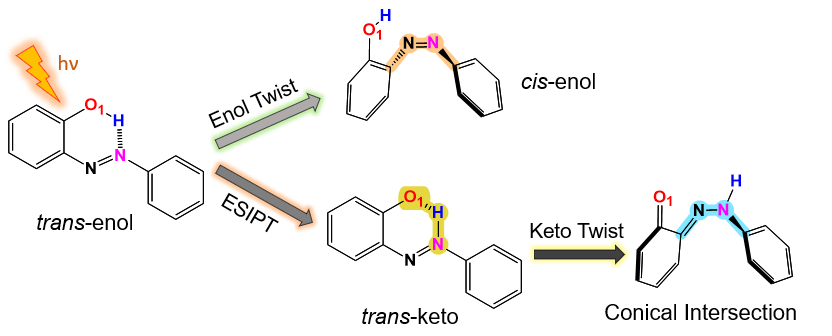 hν
O1
H
N
N
trans-enol
Enol Twist
ESIPT
H
O1
N
N
cis-enol
O1
H
N
N
trans-keto
Keto Twist
O1
H
N
N
Conical Intersection